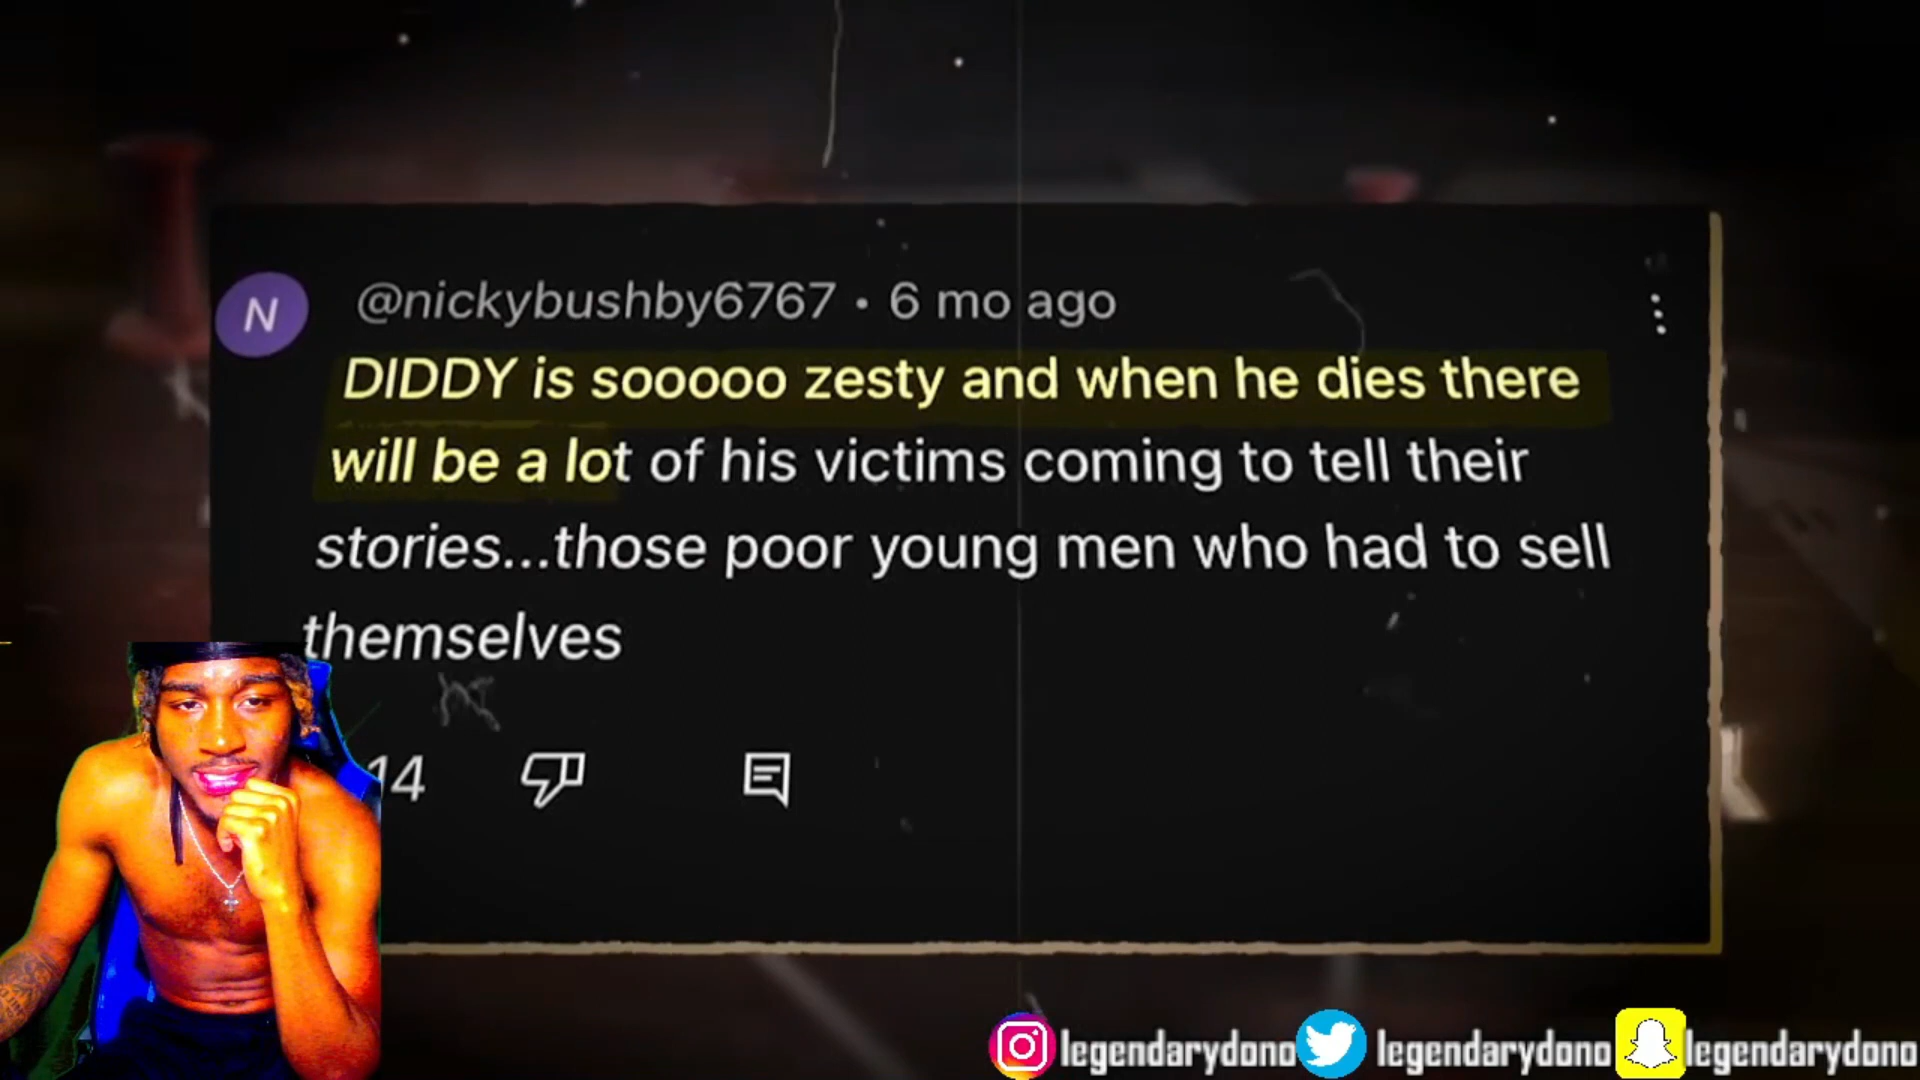 N
@nickybushby6767 • 6 mo ago
DIDDY is sooooo zesty and when he dies there
will be a lot of his victims coming to tell their
stories...those poor young men who had to sell
themselves
14
legendarydono legendarydono legendarydono